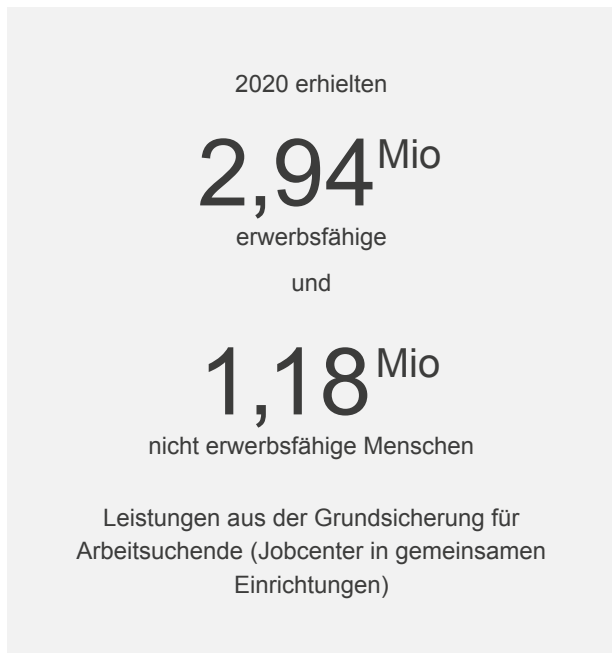 2020 erhielten
2,94 Mio
erwerbsfähige
und
1,18 Mio
nicht erwerbsfähige Menschen
Leistungen aus der Grundsicherung für
Arbeitsuchende (Jobcenter in gemeinsamen
Einrichtungen)